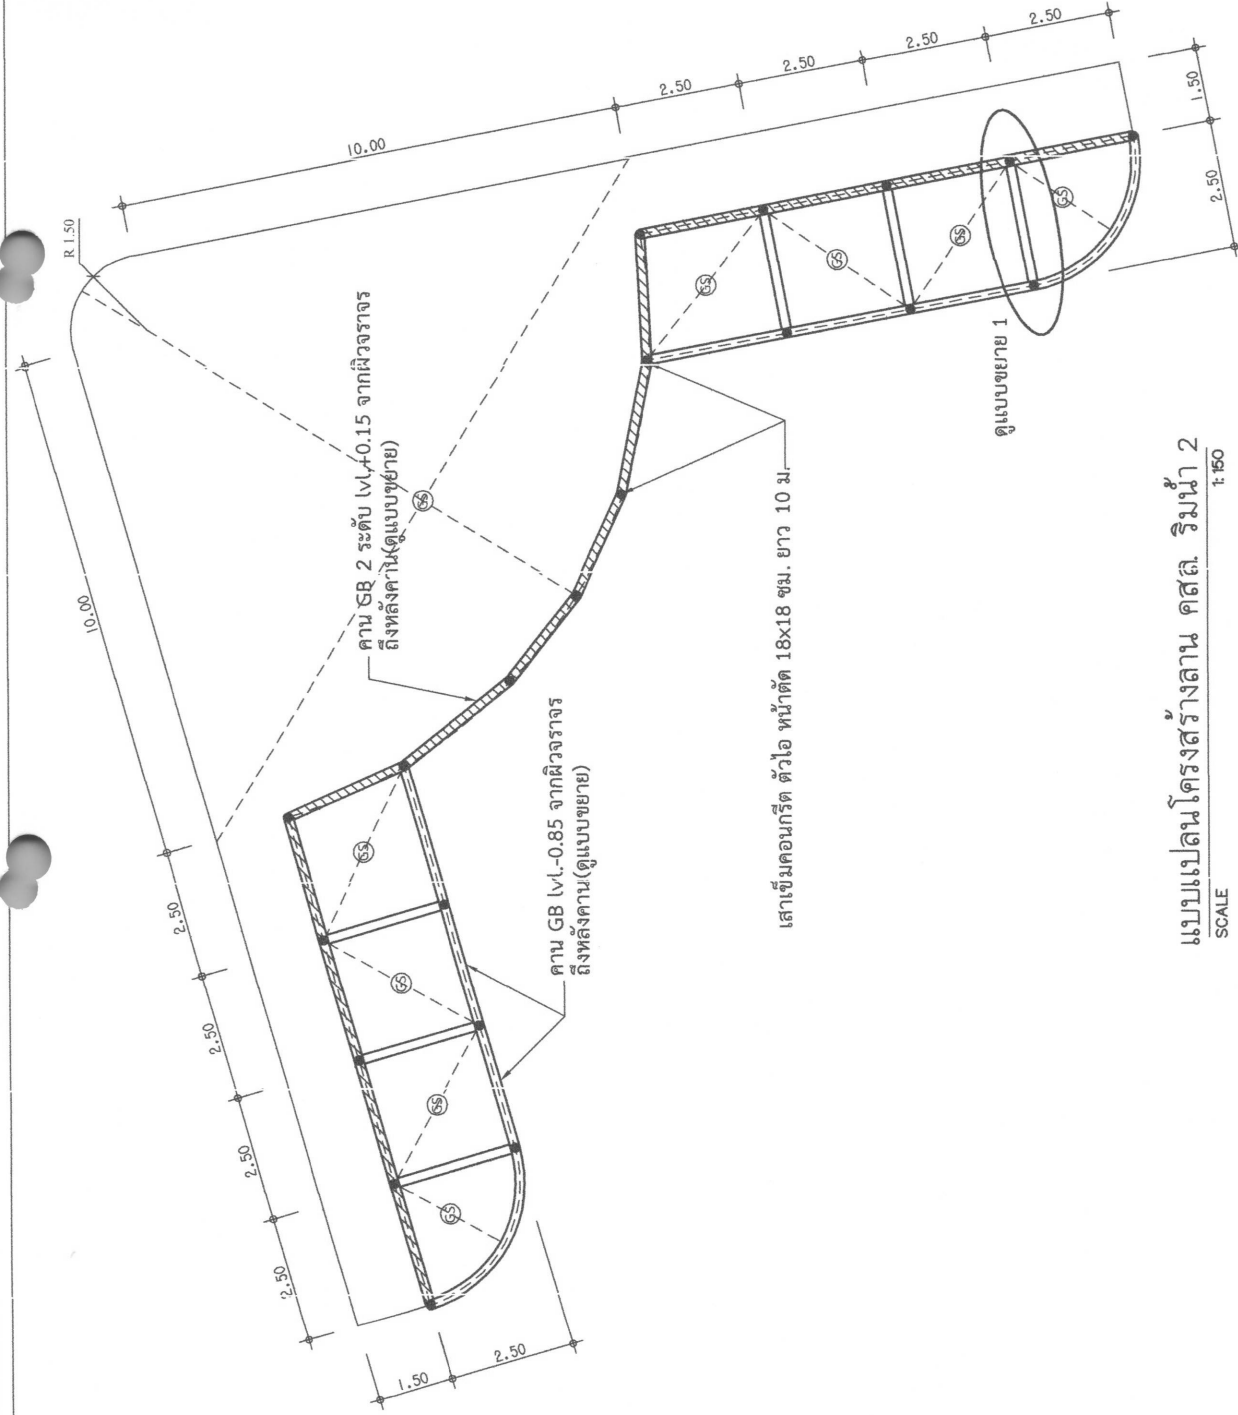 2.50
2.50
2.50
2.50
10.00
1.50
2.50
R 1.50
10.00
2.50
2.50
2.50
2.50
1.50
2.50
คาน GB 2 ระดับ lvl.+0.15 จากผิวจราจร
ถึงหลังคาน(ดูแบบขยาย)
คาน GB lvl.-0.85 จากผิวจราจร
ถึงหลังคาน(ดูแบบขยาย)
เสาเข็มคอนกรีต ตัวไอ หน้าตัด 18x18 ซม. ยาว 10 ม.
ดูแบบขยาย 1
GS
GS
GS
GS
GS
GS
GS
GS
GS
แบบแปลนโครงสร้างลาน คสล. ริมน้ำ 2
SCALE 1:150